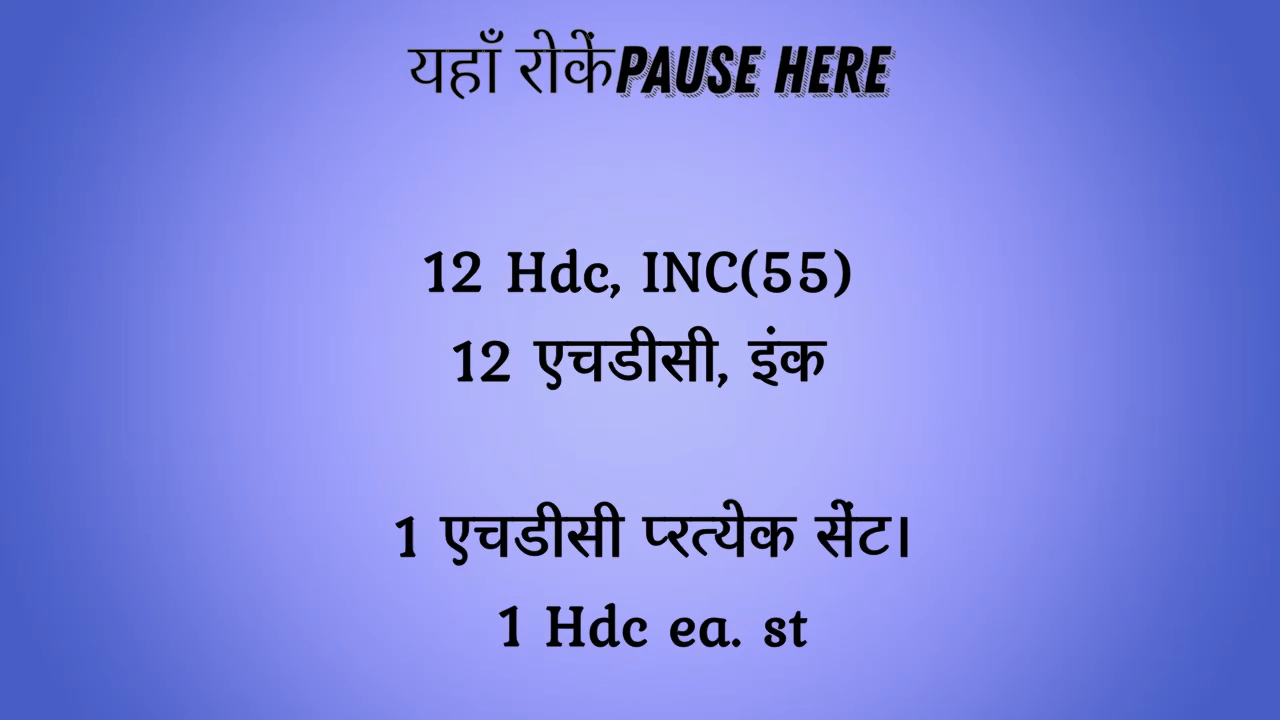 यहाँ रोकेंPAUSE HERE
12 Hdc, INC(55)
12 एचडीसी, इंक
1 एचडीसी प्रत्येक सेंट।
1 Hdc ea. st